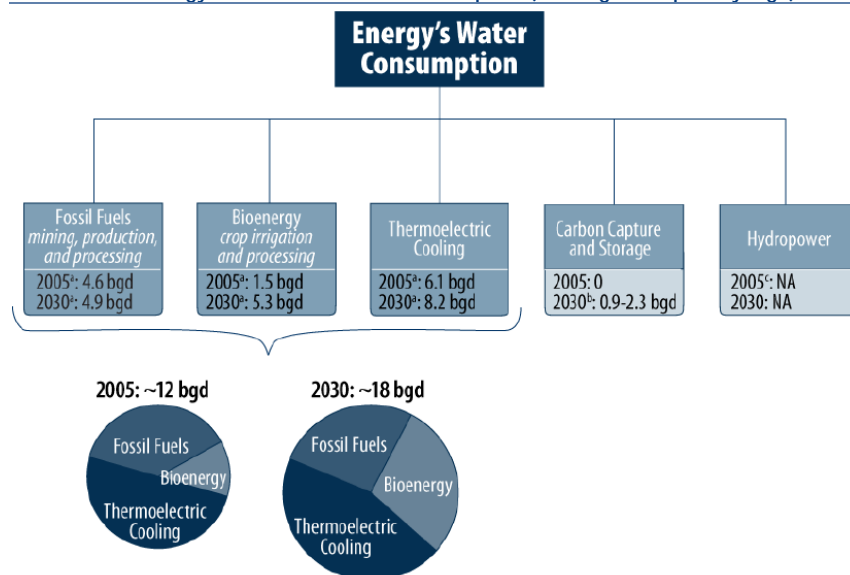 Energy's Water
Consumption
Fossil Fuels
mining, production,
and processing
2005ᵃ: 4.6 bgd
2030ᵃ: 4.9 bgd
Bioenergy
crop irrigation
and processing
2005ᵃ: 1.5 bgd
2030ᵃ: 5.3 bgd
Thermoelectric
Cooling
2005ᵃ: 6.1 bgd
2030ᵃ: 8.2 bgd
Carbon Capture
and Storage
2005: 0
2030ᵇ: 0.9-2.3 bgd
Hydropower
2005ᶜ: NA
2030: NA
2005: ~12 bgd
Fossil Fuels
Bioenergy
Thermoelectric
Cooling
2030: ~18 bgd
Fossil Fuels
Bioenergy
Thermoelectric
Cooling